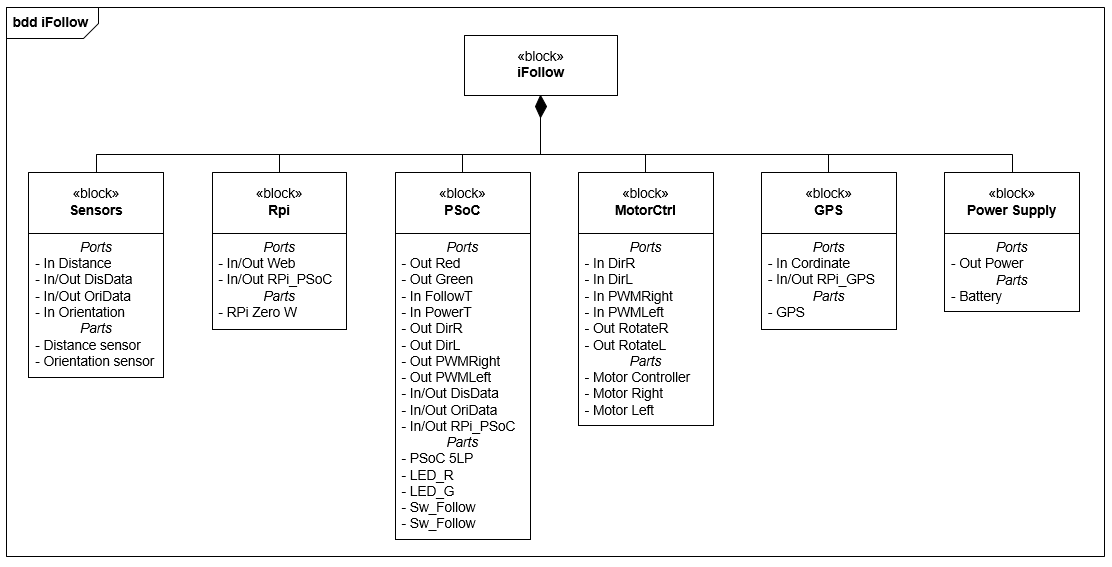 bdd iFollow
«block»
iFollow
«block»
Sensors
Ports
- In Distance
- In/Out DisData
- In/Out OriData
- In Orientation
Parts
- Distance sensor
- Orientation sensor
«block»
Rpi
Ports
- In/Out Web
- In/Out RPi_PSoC
Parts
- RPi Zero W
«block»
PSoC
Ports
- Out Red
- Out Green
- In FollowT
- In PowerT
- Out DirR
- Out DirL
- Out PWMRight
- Out PWMLeft
- In/Out DisData
- In/Out OriData
- In/Out RPi_PSoC
Parts
- PSoC 5LP
- LED_R
- LED_G
- Sw_Follow
- Sw_Follow
«block»
MotorCtrl
Ports
- In DirR
- In DirL
- In PWMRight
- In PWMLeft
- Out RotateR
- Out RotateL
Parts
- Motor Controller
- Motor Right
- Motor Left
«block»
GPS
Ports
- In Cordinate
- In/Out RPi_GPS
Parts
- GPS
«block»
Power Supply
Ports
- Out Power
Parts
- Battery